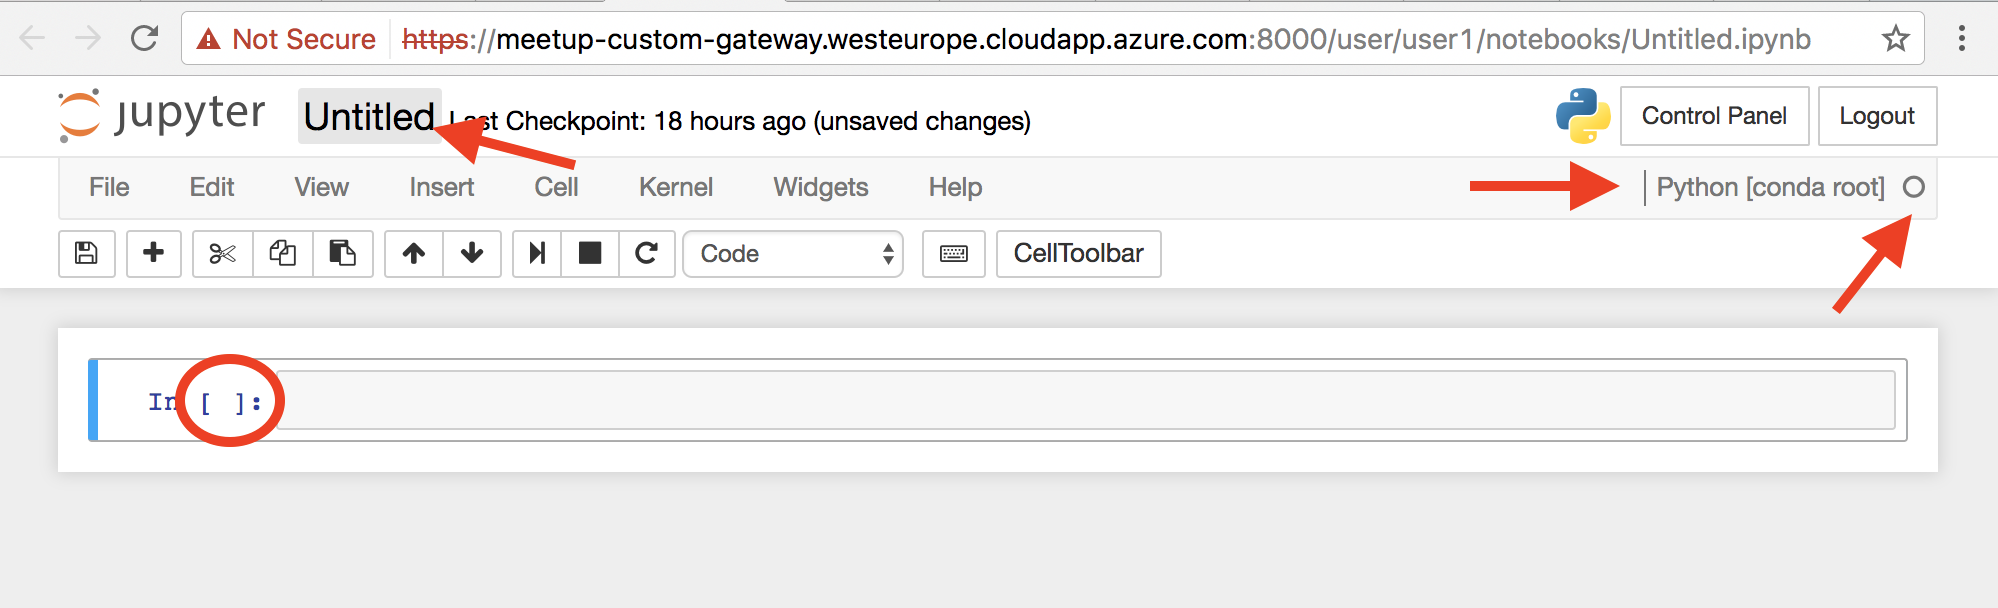 Not Secure https://meetup-custom-gateway.westeurope.cloudapp.azure.com:8000/user/user1/notebooks/Untitled.ipynb
jupyter Untitled Last Checkpoint: 18 hours ago (unsaved changes) Control Panel Logout
File Edit View Insert Cell Kernel Widgets Help Python [conda root]
Code CellToolbar
In [ ]: